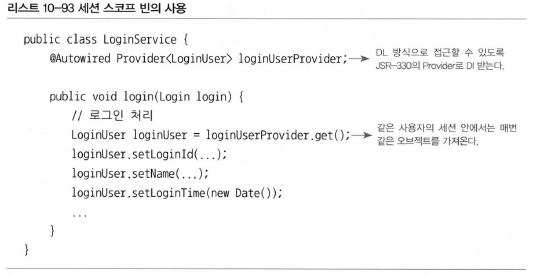 리스트 10-93 세션 스코프 빈의 사용
public class LoginService {
@Autowired Provider<LoginUser> loginUserProvider;
DL 방식으로 접근할 수 있도록
JSR-330의 Provider로 DI 받는다.
public void login(Login login) {
// 로그인 처리
LoginUser loginUser = loginUserProvider.get();
같은 사용자의 세션 안에서는 매번
같은 오브젝트를 가져온다.
loginUser.setLoginId(...);
loginUser.setName(...);
loginUser.setLoginTime(new Date());
...
}
}